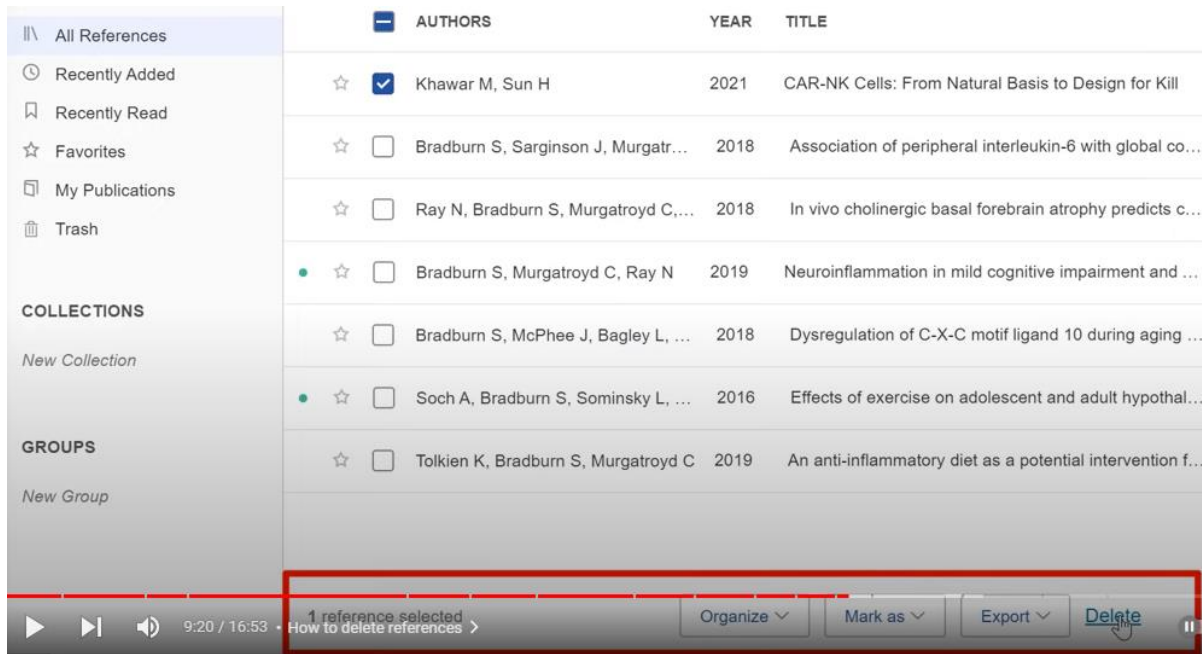 All References
Recently Added
Recently Read
Favorites
My Publications
Trash
COLLECTIONS
New Collection
GROUPS
New Group
AUTHORS YEAR TITLE
Khawar M, Sun H 2021 CAR-NK Cells: From Natural Basis to Design for Kill
Bradburn S, Sarginson J, Murgatr... 2018 Association of peripheral interleukin-6 with global co...
Ray N, Bradburn S, Murgatroyd C,... 2018 In vivo cholinergic basal forebrain atrophy predicts c...
Bradburn S, Murgatroyd C, Ray N 2019 Neuroinflammation in mild cognitive impairment and ...
Bradburn S, McPhee J, Bagley L, ... 2018 Dysregulation of C-X-C motif ligand 10 during aging ...
Soch A, Bradburn S, Sominsky L, ... 2016 Effects of exercise on adolescent and adult hypothal...
Tolkien K, Bradburn S, Murgatroyd C 2019 An anti-inflammatory diet as a potential intervention f...
1 reference selected Organize Mark as Export Delete
9:20 / 16:53 • How to delete references